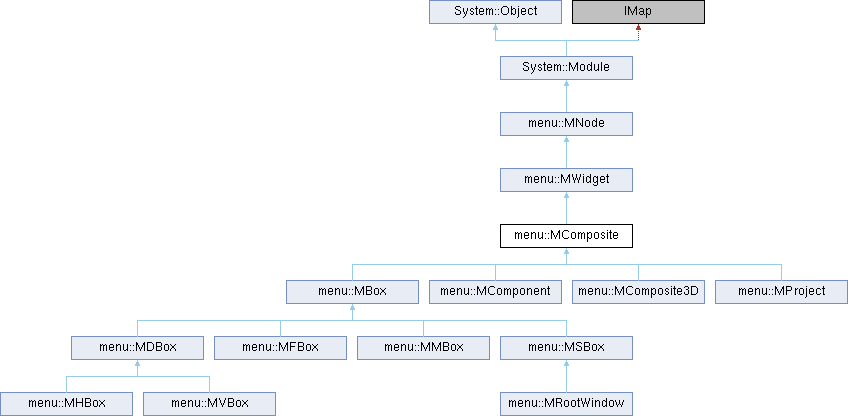 System::Object
IMap
System::Module
menu::MNode
menu::MWidget
menu::MComposite
menu::MBox
menu::MComponent
menu::MComposite3D
menu::MProject
menu::MDBox
menu::MFBox
menu::MMBox
menu::MSBox
menu::MHBox
menu::MVBox
menu::MRootWindow